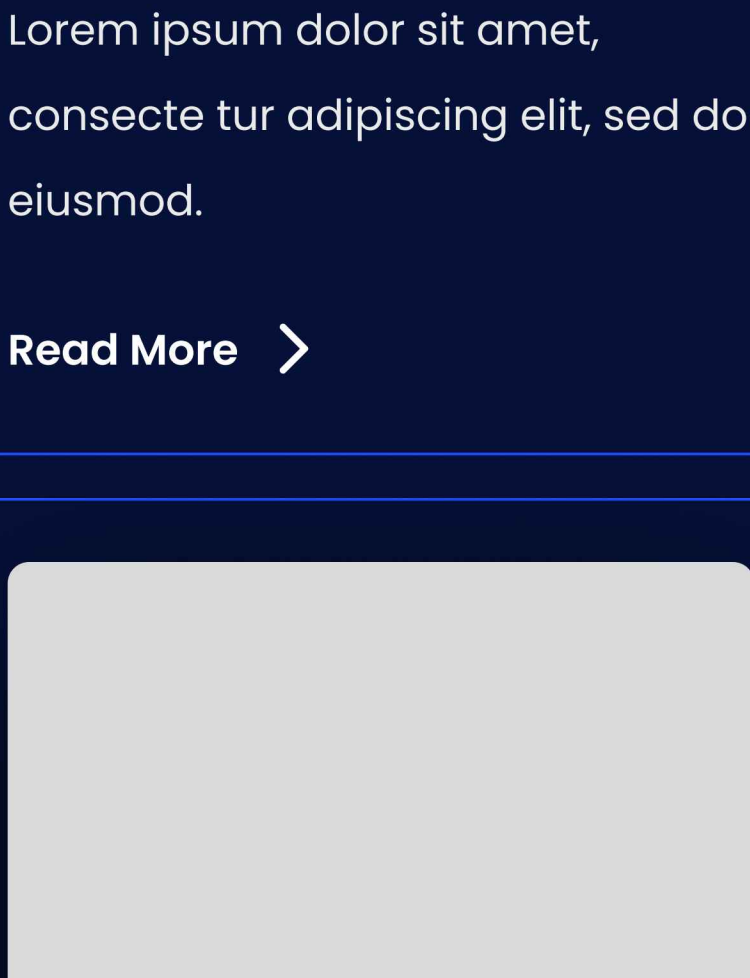 Lorem ipsum dolor sit amet,
consecte tur adipiscing elit, sed do
eiusmod.
Read More